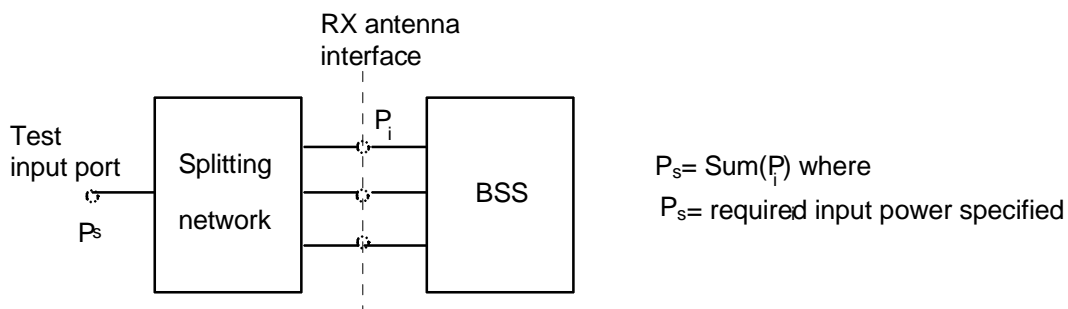 RX antenna
interface
Pi
Test
input port
Splitting
network
BSS
Ps
Ps= Sum(Pi) where
Ps= required input power specified